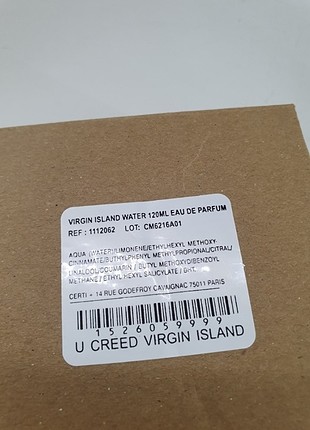 VIRGIN ISLAND WATER 120ML EAU DE PARFUM
REF : 1112062 LOT: CM6216A01
AQUA (WATER)/LIMONENE/ETHYLHEXYL METHOXY-
CINNAMATE/BUTHYLPHENYL METHYLPROPIONAL/CITRAL/
LINALOOL/COUMARIN / BUTYL METHOXYDIBENZOYL
METHANE / ETHYL HEXYL SALICYLATE / BHT.
CERTI = 14 RUE GODEFROY CAVAIGNAC 75011 PARIS
1526059999
U CREED VIRGIN ISLAND